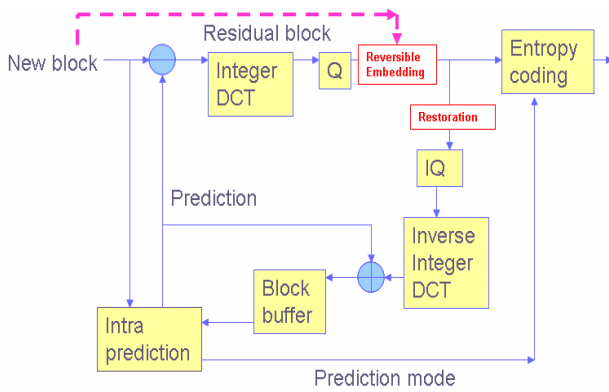 Residual block
New block
Integer
DCT
Q
Reversible
Embedding
Entropy
coding
Restoration
IQ
Prediction
Inverse
Integer
DCT
Block
buffer
Intra
prediction
Prediction mode